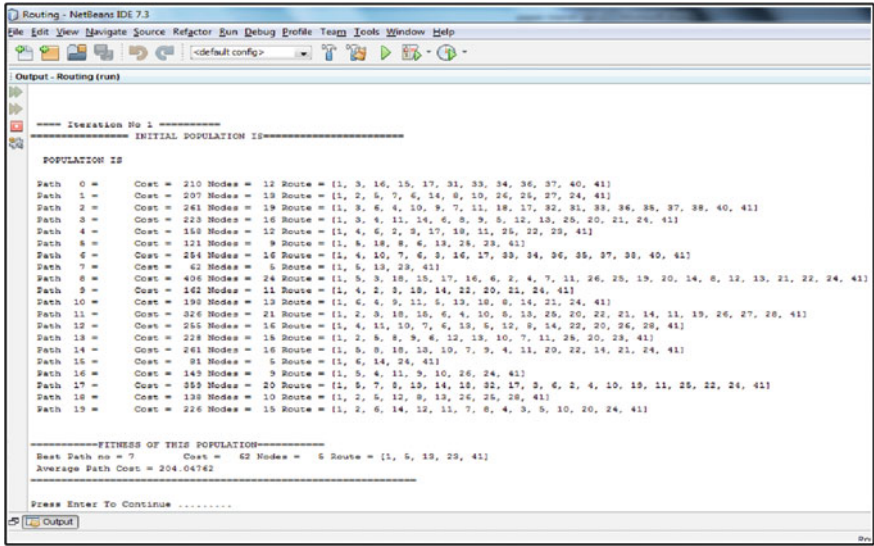 Routing - NetBeans IDE 7.3
File Edit View Navigate Source Refactor Run Debug Profile Team Tools Window Help
<default config>
Output - Routing (run)
==== Iteration No 1 ==========
================ INITIAL POPULATION IS=======================
POPULATION IS
Path 0 = Cost = 210 Nodes = 12 Route = [1, 3, 16, 15, 17, 31, 33, 34, 36, 37, 40, 41]
Path 1 = Cost = 207 Nodes = 13 Route = [1, 2, 5, 7, 6, 14, 8, 10, 26, 25, 27, 24, 41]
Path 2 = Cost = 261 Nodes = 19 Route = [1, 3, 6, 4, 10, 9, 7, 11, 18, 17, 32, 31, 33, 36, 35, 37, 38, 40, 41]
Path 3 = Cost = 223 Nodes = 16 Route = [1, 3, 4, 11, 14, 6, 8, 9, 5, 12, 13, 25, 20, 21, 24, 41]
Path 4 = Cost = 158 Nodes = 12 Route = [1, 4, 6, 2, 3, 17, 18, 11, 25, 22, 23, 41]
Path 5 = Cost = 121 Nodes = 9 Route = [1, 5, 18, 8, 6, 13, 25, 23, 41]
Path 6 = Cost = 254 Nodes = 16 Route = [1, 4, 10, 7, 6, 3, 16, 17, 33, 34, 36, 35, 37, 38, 40, 41]
Path 7 = Cost = 62 Nodes = 5 Route = [1, 5, 13, 23, 41]
Path 8 = Cost = 406 Nodes = 24 Route = [1, 5, 3, 18, 15, 17, 16, 6, 2, 4, 7, 11, 26, 25, 19, 20, 14, 8, 12, 13, 21, 22, 24, 41]
Path 9 = Cost = 162 Nodes = 11 Route = [1, 4, 2, 3, 18, 14, 22, 20, 21, 24, 41]
Path 10 = Cost = 198 Nodes = 13 Route = [1, 6, 4, 9, 11, 5, 13, 18, 8, 14, 21, 24, 41]
Path 11 = Cost = 326 Nodes = 21 Route = [1, 2, 3, 18, 15, 6, 4, 10, 5, 13, 25, 20, 22, 21, 14, 11, 19, 26, 27, 28, 41]
Path 12 = Cost = 255 Nodes = 16 Route = [1, 4, 11, 10, 7, 6, 13, 5, 12, 8, 14, 22, 20, 26, 28, 41]
Path 13 = Cost = 228 Nodes = 15 Route = [1, 2, 5, 8, 9, 6, 12, 13, 10, 7, 11, 25, 20, 23, 41]
Path 14 = Cost = 261 Nodes = 16 Route = [1, 5, 8, 18, 13, 10, 7, 9, 4, 11, 20, 22, 14, 21, 24, 41]
Path 15 = Cost = 81 Nodes = 5 Route = [1, 6, 14, 24, 41]
Path 16 = Cost = 149 Nodes = 9 Route = [1, 5, 4, 11, 9, 10, 26, 24, 41]
Path 17 = Cost = 359 Nodes = 20 Route = [1, 5, 7, 8, 13, 14, 18, 32, 17, 3, 6, 2, 4, 10, 19, 11, 25, 22, 24, 41]
Path 18 = Cost = 138 Nodes = 10 Route = [1, 2, 5, 12, 8, 13, 26, 25, 28, 41]
Path 19 = Cost = 226 Nodes = 15 Route = [1, 2, 6, 14, 12, 11, 7, 8, 4, 3, 5, 10, 20, 24, 41]
===========FITNESS OF THIS POPULATION===========
Best Path no = 7 Cost = 62 Nodes = 5 Route = [1, 5, 13, 23, 41]
Average Path Cost = 204.04762
Press Enter To Continue .........
Output